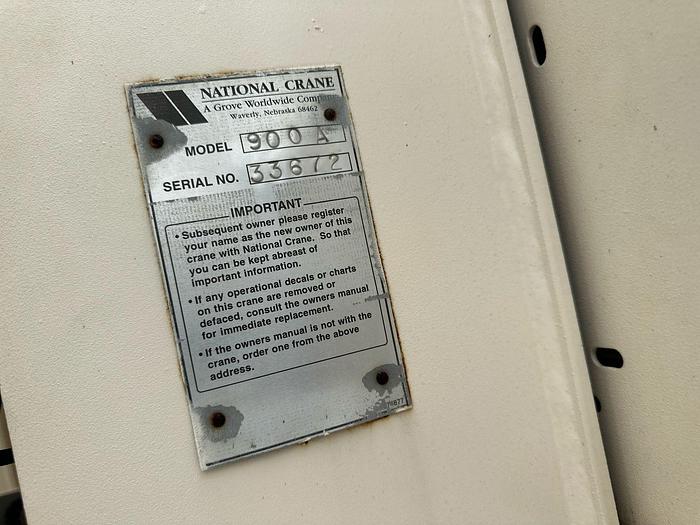 NATIONAL CRANE
A Grove Worldwide Company
Waverly, Nebraska 68462
MODEL 900 A
SERIAL NO. 33672
IMPORTANT
• Subsequent owner please register
your name as the new owner of this
crane with National Crane. So that
you can be kept abreast of
important information.
• If any operational decals or charts
on this crane are removed or
defaced, consult the owners manual
for immediate replacement.
• If the owners manual is not with the
crane, order one from the above
address.